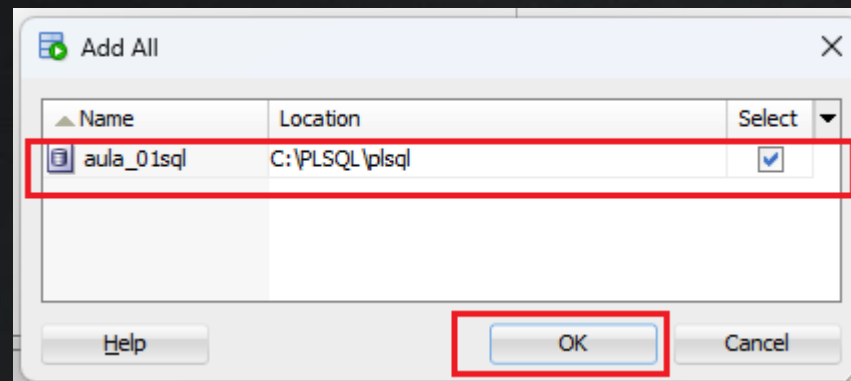 Add All
Name Location Select
aula_01sql C:\PLSQL\plsql
Help OK Cancel